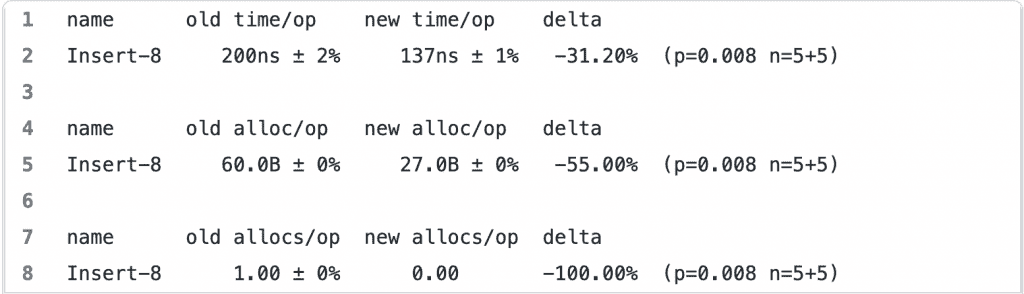 1 name old time/op new time/op delta
2 Insert-8 200ns ± 2% 137ns ± 1% −31.20% (p=0.008 n=5+5)
3
4 name old alloc/op new alloc/op delta
5 Insert-8 60.0B ± 0% 27.0B ± 0% −55.00% (p=0.008 n=5+5)
6
7 name old allocs/op new allocs/op delta
8 Insert-8 1.00 ± 0% 0.00 −100.00% (p=0.008 n=5+5)